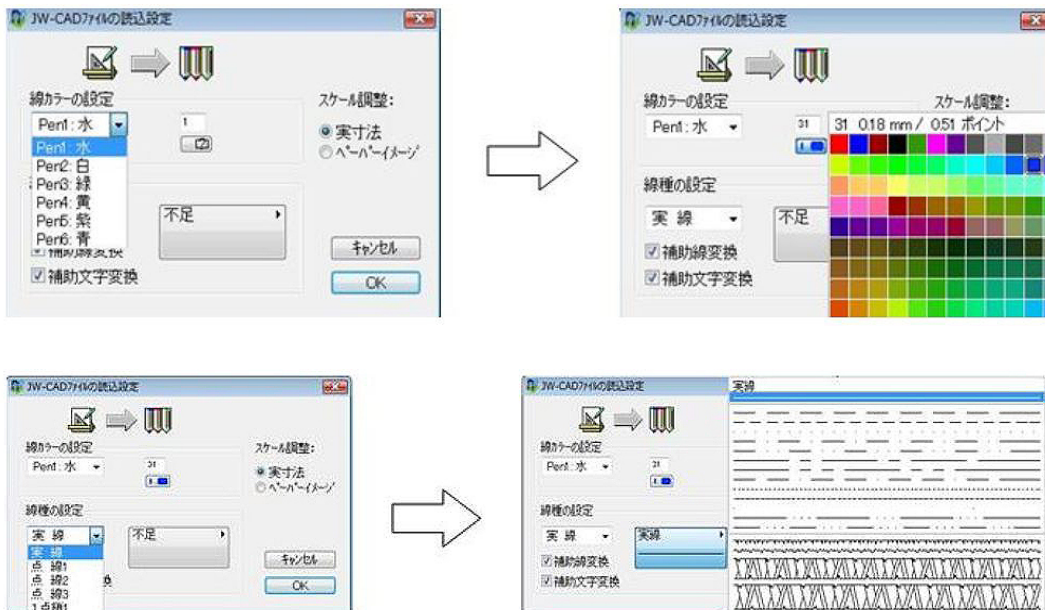 JW-CADファイルの読込設定
線カラーの設定
Pen1: 水
1
Pen1: 水
Pen2: 白
Pen3: 緑
Pen4: 黄
Pen5: 紫
Pen6: 青
不足
補助線変換
補助文字変換
スケール調整:
実寸法
ペーパーイメージ
キャンセル
OK
JW-CADファイルの読込設定
線カラーの設定
Pen1: 水
31
スケール調整:
31 0.18 mm / 0.51 ポイント
線種の設定
実 線
不足
補助線変換
補助文字変換
JW-CADファイルの読込設定
線カラーの設定
Pen1: 水
31
スケール調整:
実寸法
ペーパーイメージ
線種の設定
実 線
不足
実 線
点 線1
点 線2
点 線3
換
キャンセル
OK
JW-CADファイルの読込設定
線カラーの設定
Pen1: 水
31
線種の設定
実 線
実線
補助線変換
補助文字変換
実線